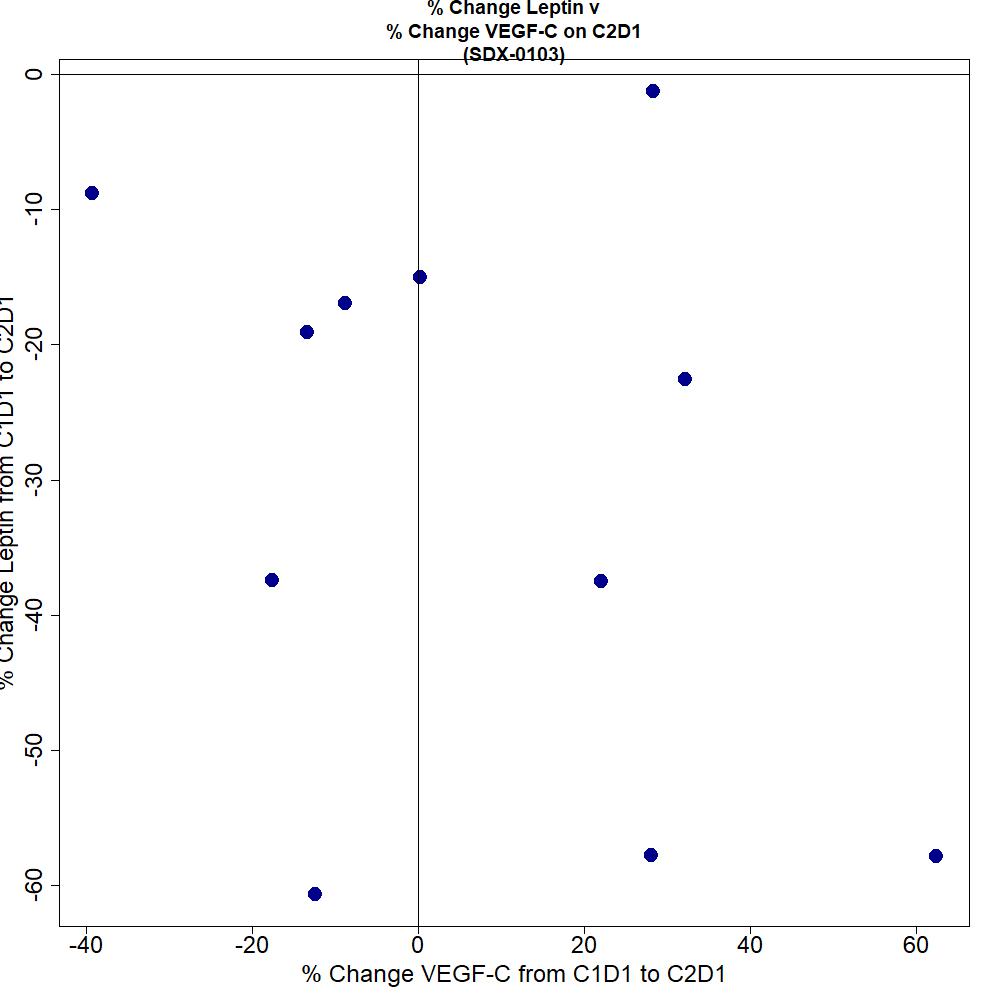 % Change Leptin v
% Change VEGF-C on C2D1
(SDX-0103)
% Change Leptin from C1D1 to C2D1
0
-10
-20
-30
-40
-50
-60
-40
-20
0
20
40
60
% Change VEGF-C from C1D1 to C2D1